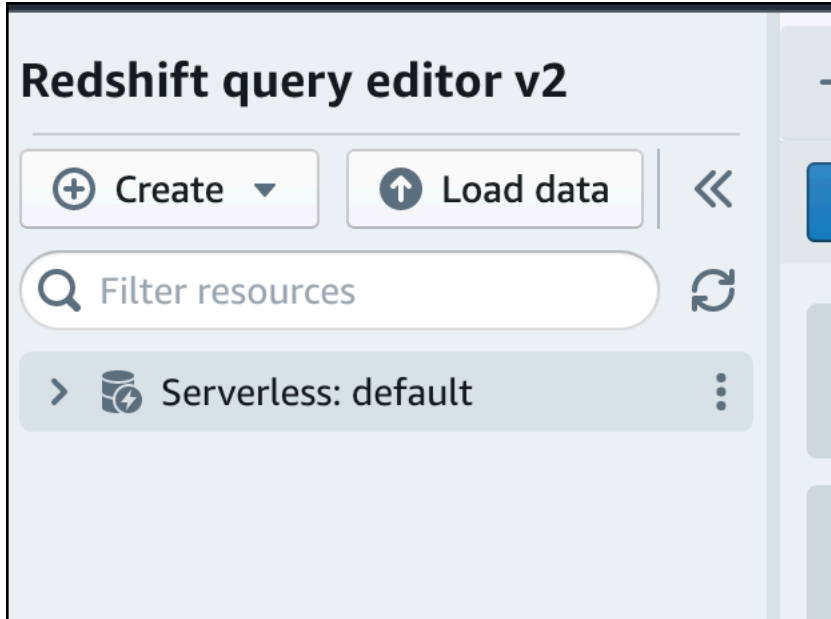 Redshift query editor v2
Create Load data
Filter resources
Serverless: default